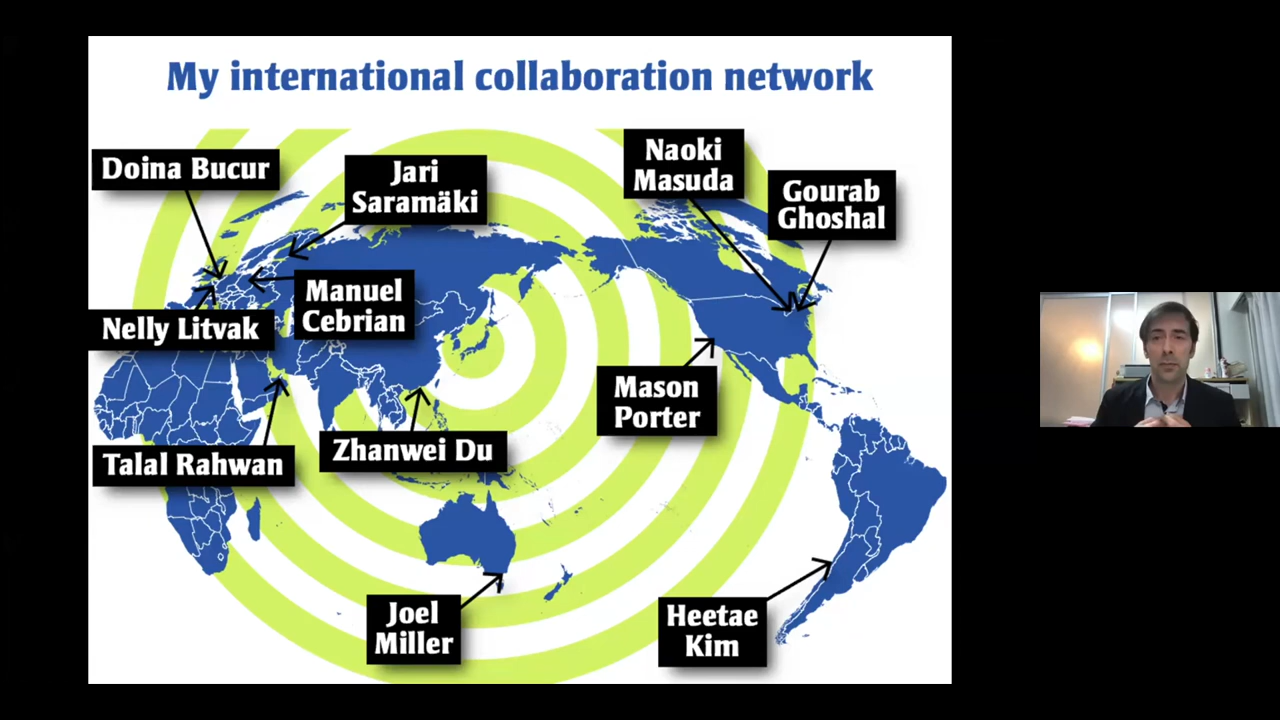 My international collaboration network
Doina Bucur
Jari
Saramäki
Naoki
Masuda
Gourab
Ghoshal
Manuel
Cebrian
Nelly Litvak
Mason
Porter
Talal Rahwan
Zhanwei Du
Joel
Miller
Heetae
Kim